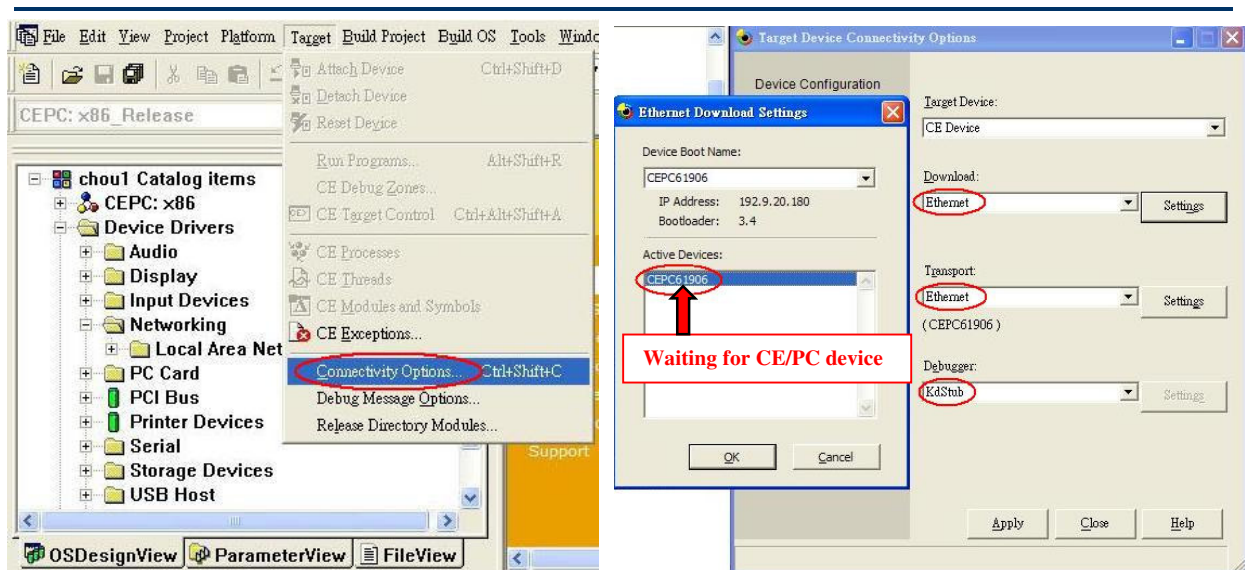 File Edit View Project Platform Target Build Project Build OS Tools
Attach Device Ctrl+Shift+D
Detach Device
Reset Device
Run Programs... Alt+Shift+R
CE Debug Zones...
CE Target Control Ctrl+Alt+Shift+A
CE Processes
CE Threads
CE Modules and Symbols
CE Exceptions...
Connectivity Options... Ctrl+Shift+C
Debug Message Options...
Release Directory Modules...
CEPC: x86_Release
chou1 Catalog items
CEPC: x86
Device Drivers
Audio
Display
Input Devices
Networking
Local Area Net
PC Card
PCI Bus
Printer Devices
Serial
Storage Devices
USB Host
Support
OSDesignView ParameterView FileView
Target Device Connectivity Options
Device Configuration
Target Device:
CE Device
Download:
Ethernet Settings
Transport:
Ethernet Settings
( CEPC61906 )
Debugger:
KdStub Settings
Apply Close Help
Ethernet Download Settings
Device Boot Name:
CEPC61906
IP Address: 192.9.20.180
Bootloader: 3.4
Active Devices:
CEPC61906
Waiting for CE/PC device
OK Cancel